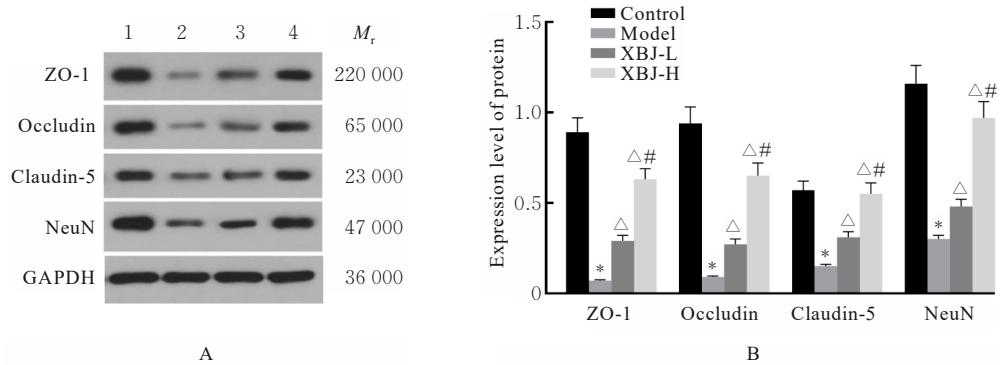 1 2 3 4 Mr
ZO-1 220 000
Occludin 65 000
Claudin-5 23 000
NeuN 47 000
GAPDH 36 000
A
Control
Model
XBJ-L
XBJ-H
Expression level of protein
1.5
1.0
0.5
0
* △ △#
* △ △#
* △ △#
* △ △#
ZO-1 Occludin Claudin-5 NeuN
B